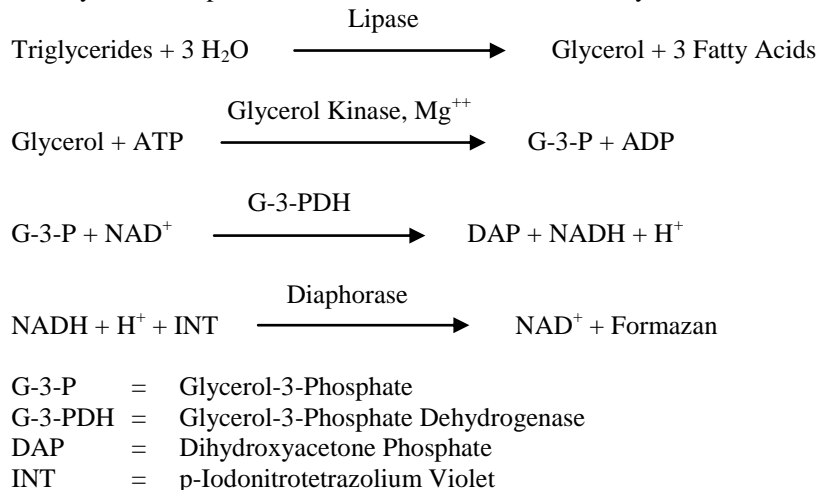 Lipase
Triglycerides + 3 H₂O Glycerol + 3 Fatty Acids
Glycerol Kinase, Mg⁺⁺
Glycerol + ATP G-3-P + ADP
G-3-PDH
G-3-P + NAD⁺ DAP + NADH + H⁺
Diaphorase
NADH + H⁺ + INT NAD⁺ + Formazan
G-3-P = Glycerol-3-Phosphate
G-3-PDH = Glycerol-3-Phosphate Dehydrogenase
DAP = Dihydroxyacetone Phosphate
INT = p-Iodonitrotetrazolium Violet